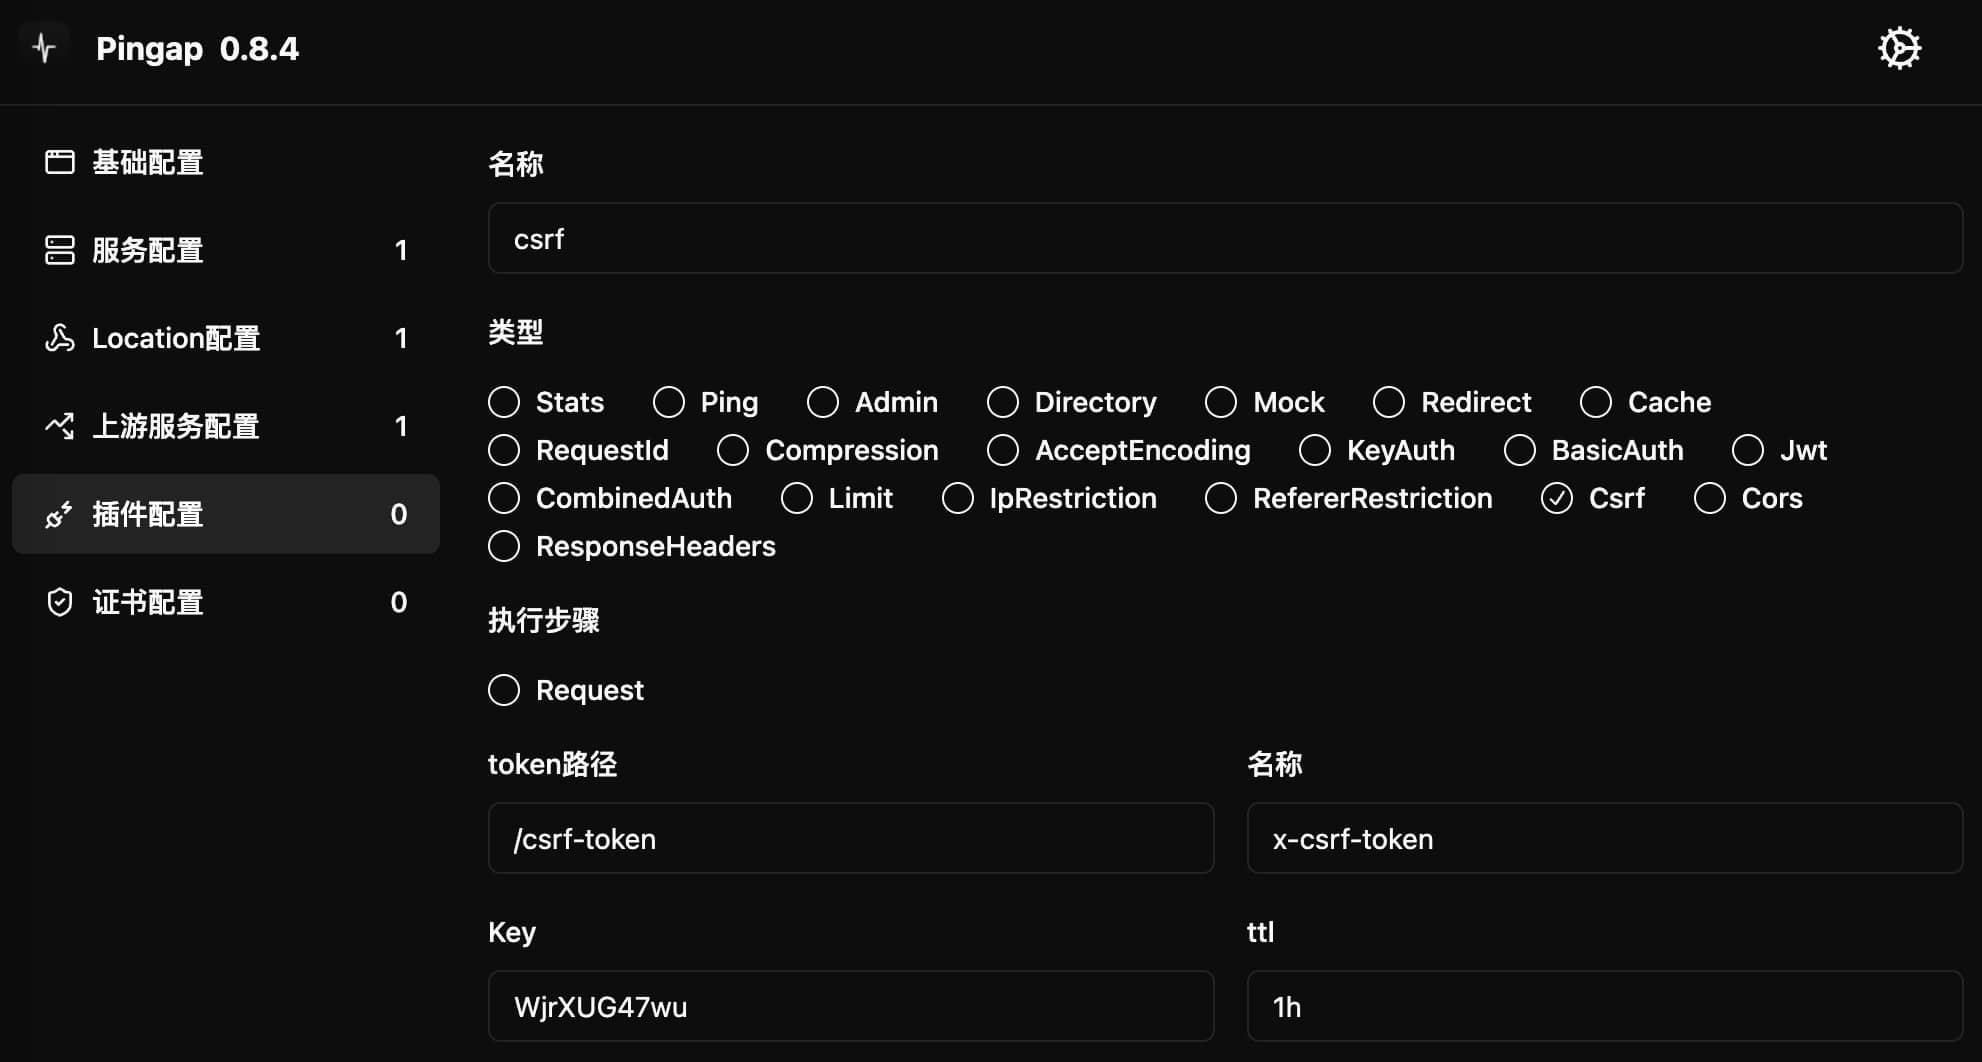 Pingap 0.8.4
基础配置
服务配置 1
Location配置 1
上游服务配置 1
插件配置 0
证书配置 0
名称
csrf
类型
Stats Ping Admin Directory Mock Redirect Cache
RequestId Compression AcceptEncoding KeyAuth BasicAuth Jwt
CombinedAuth Limit IpRestriction RefererRestriction Csrf Cors
ResponseHeaders
执行步骤
Request
token路径 名称
/csrf-token x-csrf-token
Key ttl
WjrXUG47wu 1h